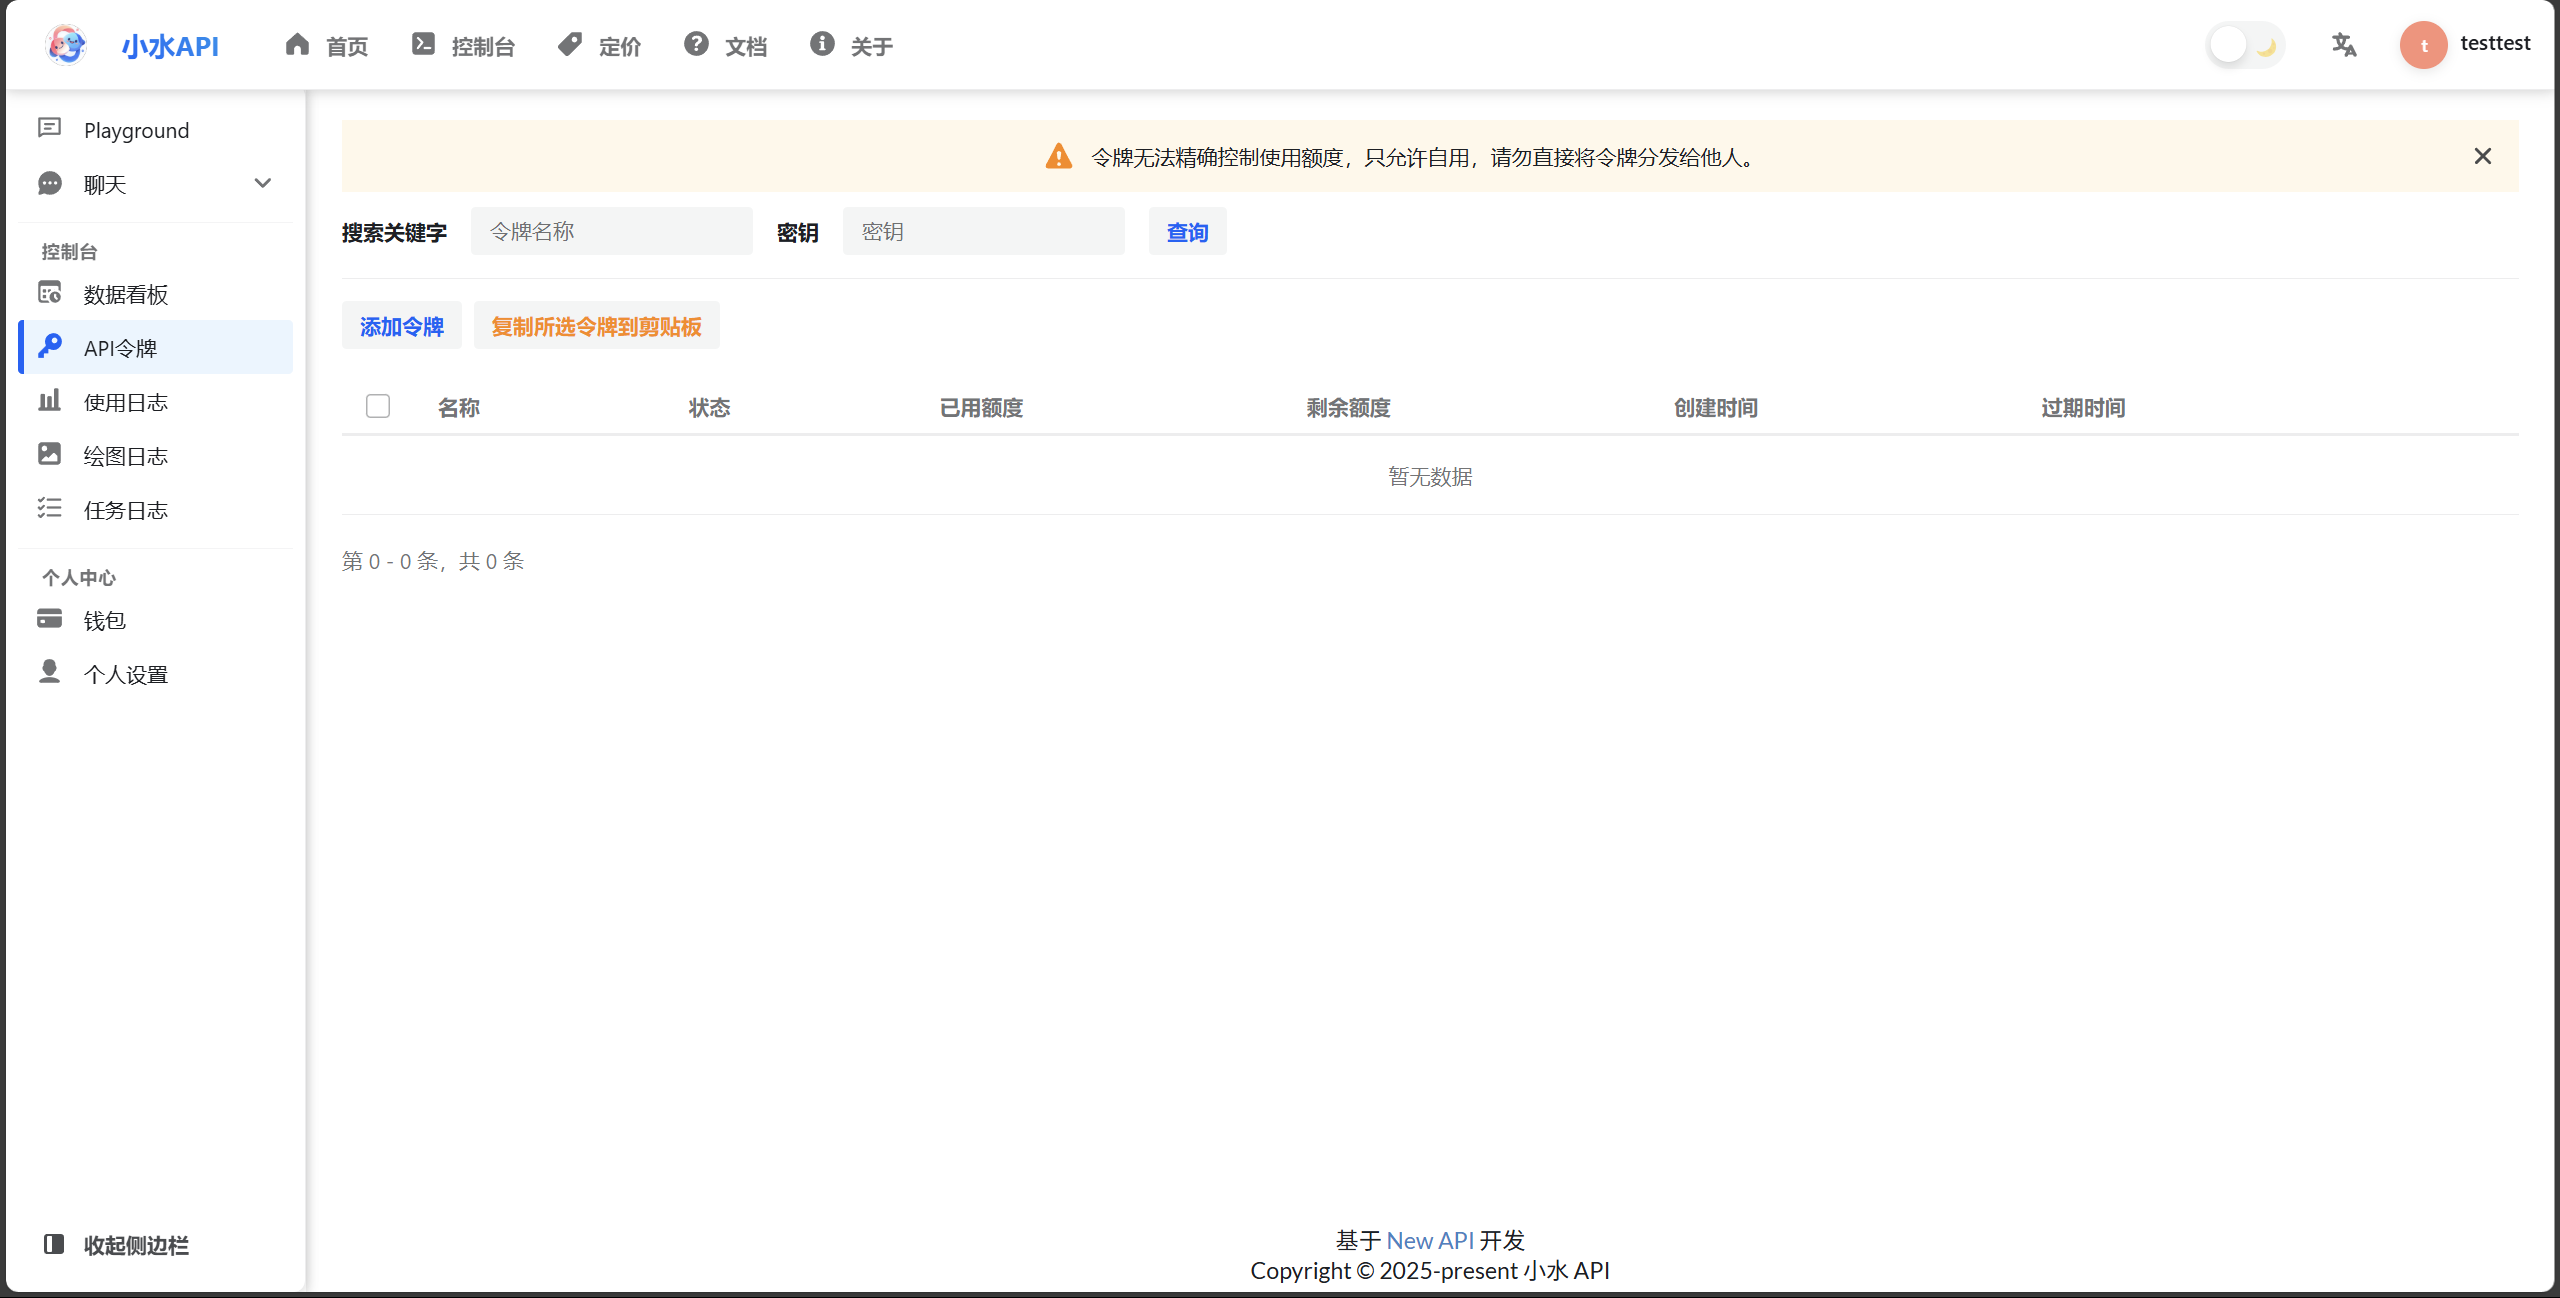 小水API
首页
控制台
定价
文档
关于
t
testtest
Playground
聊天
控制台
数据看板
API令牌
使用日志
绘图日志
任务日志
个人中心
钱包
个人设置
收起侧边栏
令牌无法精确控制使用额度，只允许自用，请勿直接将令牌分发给他人。
搜索关键字 令牌名称 密钥 密钥 查询
添加令牌 复制所选令牌到剪贴板
名称 状态 已用额度 剩余额度 创建时间 过期时间
暂无数据
第 0 - 0 条，共 0 条
基于 New API 开发
Copyright © 2025-present 小水 API